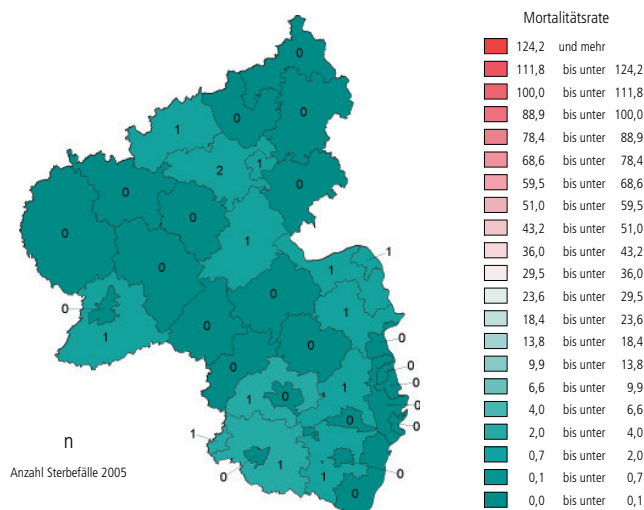 Mortalitätsrate
124,2 und mehr
111,8 bis unter 124,2
100,0 bis unter 111,8
88,9 bis unter 100,0
78,4 bis unter 88,9
68,6 bis unter 78,4
59,5 bis unter 68,6
51,0 bis unter 59,5
43,2 bis unter 51,0
36,0 bis unter 43,2
29,5 bis unter 36,0
23,6 bis unter 29,5
18,4 bis unter 23,6
13,8 bis unter 18,4
9,9 bis unter 13,8
6,6 bis unter 9,9
4,0 bis unter 6,6
2,0 bis unter 4,0
0,7 bis unter 2,0
0,1 bis unter 0,7
0,0 bis unter 0,1
0
0
0
1
2
1
0
0
0
0
1
0
1
1
0
0
1
0
1
0
0
0
0
0
1
0
1
0
0
0
1
0
1
1
0
0
n
Anzahl Sterbefälle 2005